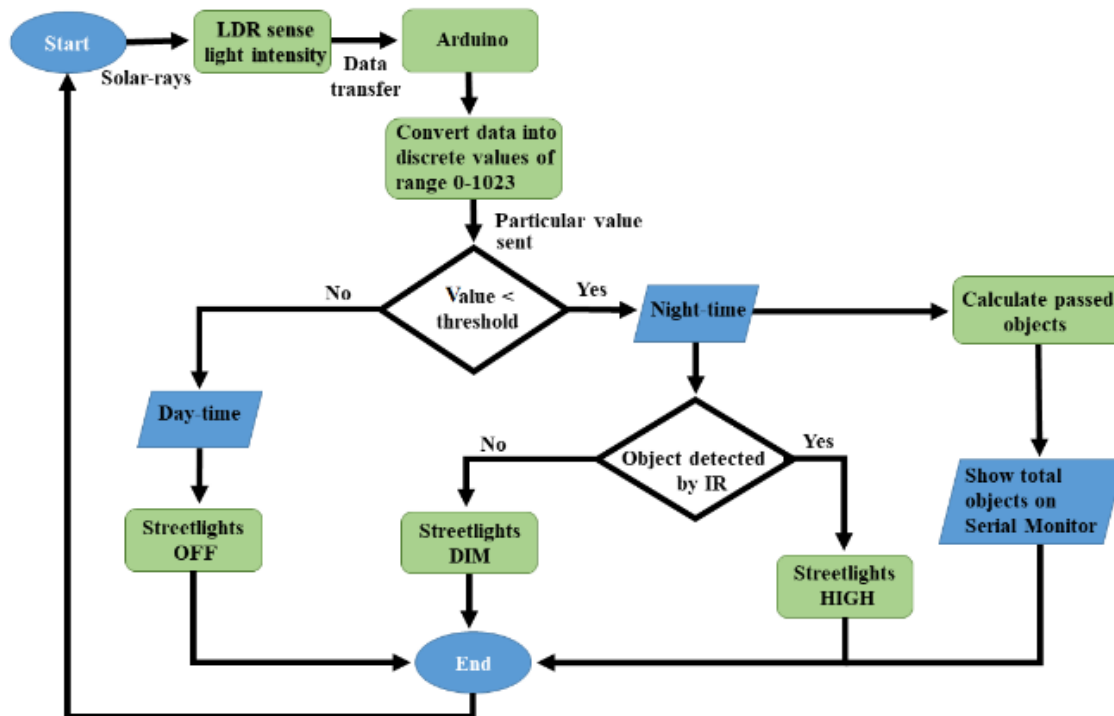 Start
Solar-rays
LDR sense
light intensity
Data
transfer
Arduino
Convert data into
discrete values of
range 0-1023
Particular value
sent
Value <
threshold
No
Yes
Night-time
Calculate passed
objects
Day-time
Object detected
by IR
No
Yes
Show total
objects on
Serial Monitor
Streetlights
OFF
Streetlights
DIM
Streetlights
HIGH
End